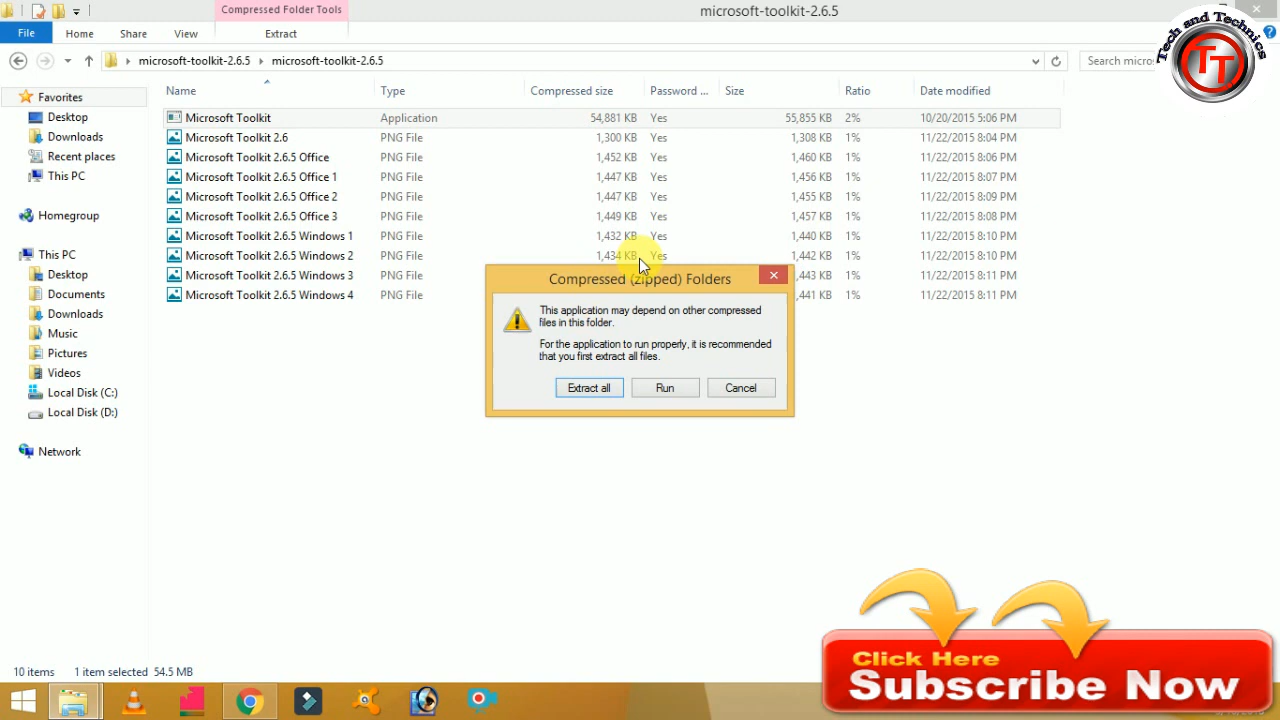 Compressed Folder Tools
microsoft-toolkit-2.6.5
File Home Share View Extract
microsoft-toolkit-2.6.5 microsoft-toolkit-2.6.5
Search micro
Tech and Technics
TT
Name Type Compressed size Password ... Size Ratio Date modified
Microsoft Toolkit Application 54,881 KB Yes 55,855 KB 2% 10/20/2015 5:06 PM
Microsoft Toolkit 2.6 PNG File 1,300 KB Yes 1,308 KB 1% 11/22/2015 8:04 PM
Microsoft Toolkit 2.6.5 Office PNG File 1,452 KB Yes 1,460 KB 1% 11/22/2015 8:06 PM
Microsoft Toolkit 2.6.5 Office 1 PNG File 1,447 KB Yes 1,456 KB 1% 11/22/2015 8:07 PM
Microsoft Toolkit 2.6.5 Office 2 PNG File 1,447 KB Yes 1,455 KB 1% 11/22/2015 8:09 PM
Microsoft Toolkit 2.6.5 Office 3 PNG File 1,449 KB Yes 1,457 KB 1% 11/22/2015 8:08 PM
Microsoft Toolkit 2.6.5 Windows 1 PNG File 1,432 KB Yes 1,440 KB 1% 11/22/2015 8:10 PM
Microsoft Toolkit 2.6.5 Windows 2 PNG File 1,434 KB Yes 1,442 KB 1% 11/22/2015 8:10 PM
Microsoft Toolkit 2.6.5 Windows 3 PNG File ,443 KB 1% 11/22/2015 8:11 PM
Microsoft Toolkit 2.6.5 Windows 4 PNG File ,441 KB 1% 11/22/2015 8:11 PM
Favorites
Desktop
Downloads
Recent places
This PC
Homegroup
This PC
Desktop
Documents
Downloads
Music
Pictures
Videos
Local Disk (C:)
Local Disk (D:)
Network
Compressed (zipped) Folders
This application may depend on other compressed
files in this folder.
For the application to run properly, it is recommended
that you first extract all files.
Extract all Run Cancel
10 items 1 item selected 54.5 MB
Click Here
Subscribe Now